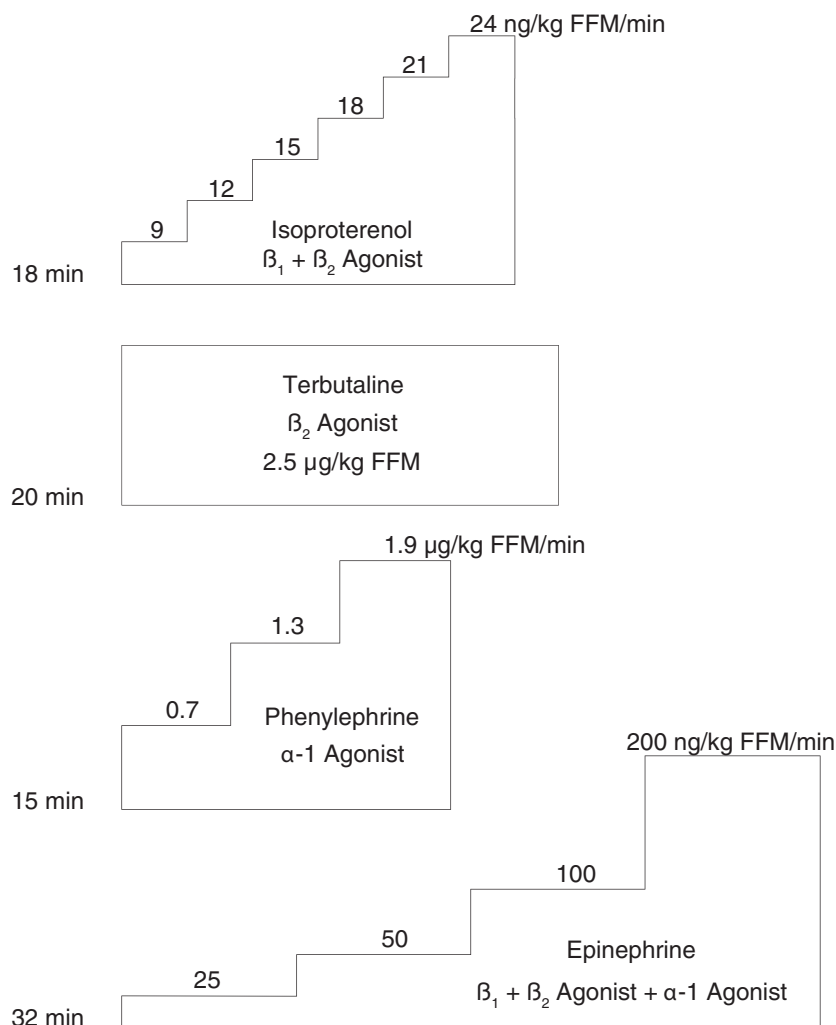 24 ng/kg FFM/min
21
18
15
12
9
Isoproterenol
ß₁ + ß₂ Agonist
18 min
Terbutaline
ß₂ Agonist
2.5 µg/kg FFM
20 min
1.9 µg/kg FFM/min
1.3
0.7
Phenylephrine
α-1 Agonist
15 min
200 ng/kg FFM/min
100
50
25
Epinephrine
ß₁ + ß₂ Agonist + α-1 Agonist
32 min